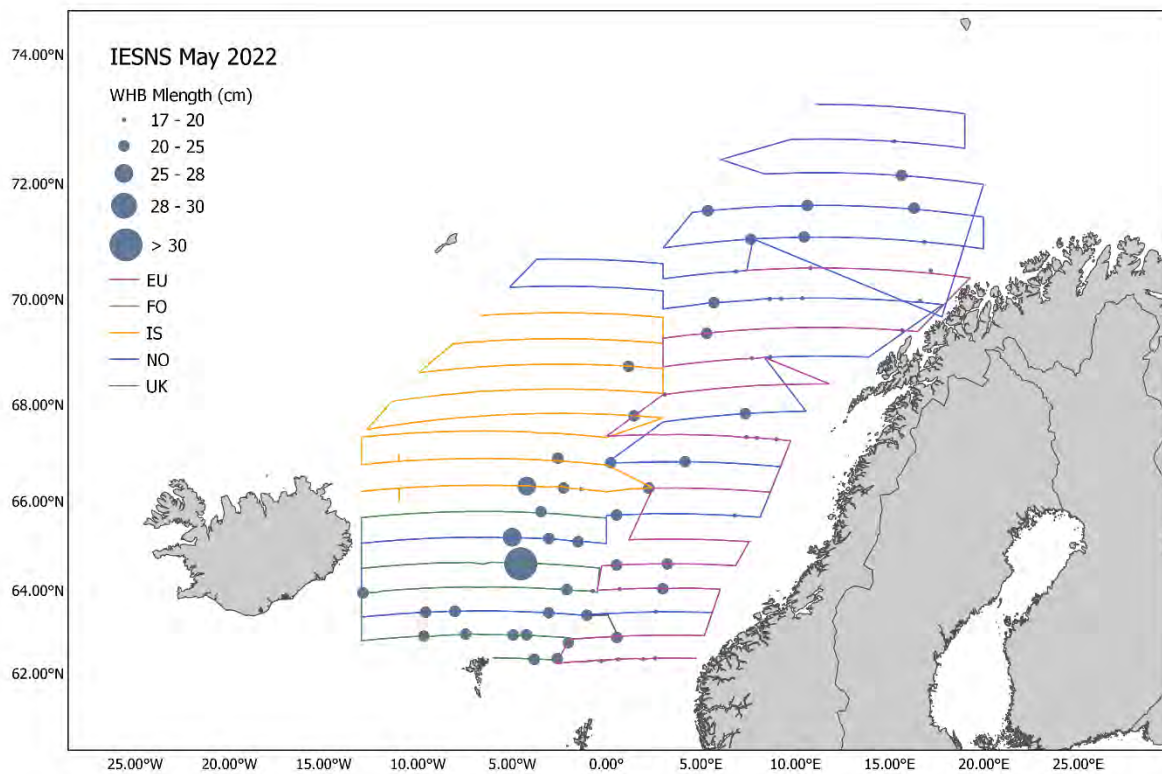 IESNS May 2022
WHB Mlength (cm)
17 - 20
20 - 25
25 - 28
28 - 30
> 30
EU
FO
IS
NO
UK
74.00°N
72.00°N
70.00°N
68.00°N
66.00°N
64.00°N
62.00°N
25.00°W 20.00°W 15.00°W 10.00°W 5.00°W 0.00°E 5.00°E 10.00°E 15.00°E 20.00°E 25.00°E